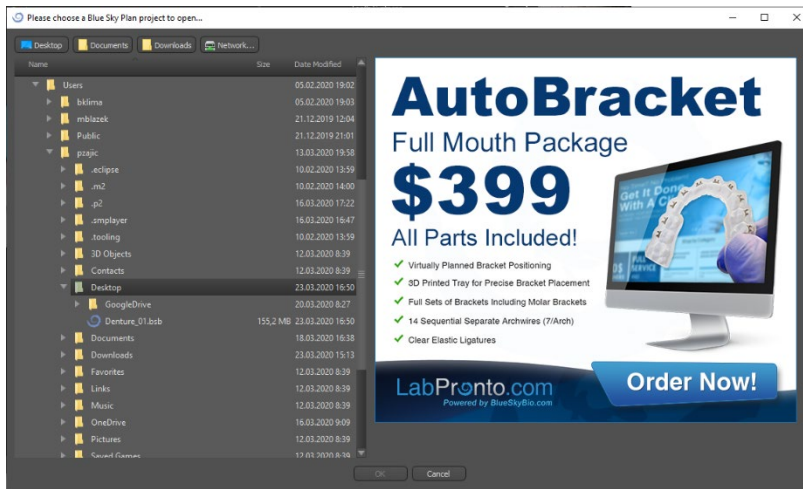 Please choose a Blue Sky Plan project to open...
Desktop Documents Downloads Network...
Name Size Date Modified
Users 05.02.2020 19:02
bklima 05.02.2020 19:03
mblazek 21.12.2019 12:04
Public 21.12.2019 21:01
pzajic 13.03.2020 19:58
.eclipse 10.02.2020 13:59
.m2 10.02.2020 14:00
.p2 16.03.2020 17:22
.smplayer 16.03.2020 16:47
.tooling 10.02.2020 13:59
3D Objects 12.03.2020 8:39
Contacts 12.03.2020 8:39
Desktop 23.03.2020 16:50
GoogleDrive 20.03.2020 8:27
Denture_01.bsb 155,2 MB 23.03.2020 16:50
Documents 18.03.2020 16:38
Downloads 23.03.2020 15:13
Favorites 12.03.2020 8:39
Links 12.03.2020 8:39
Music 12.03.2020 8:39
OneDrive 16.03.2020 9:09
Pictures 12.03.2020 8:39
Saved Games 12.03.2020 8:39
AutoBracket
Full Mouth Package
$399
All Parts Included!
Virtually Planned Bracket Positioning
3D Printed Tray for Precise Bracket Placement
Full Sets of Brackets Including Molar Brackets
14 Sequential Separate Archwires (7/Arch)
Clear Elastic Ligatures
Get It Done
With A Cl
FULL
SERVICE
LabPronto.com
Powered by BlueSkyBio.com
Order Now!
OK Cancel